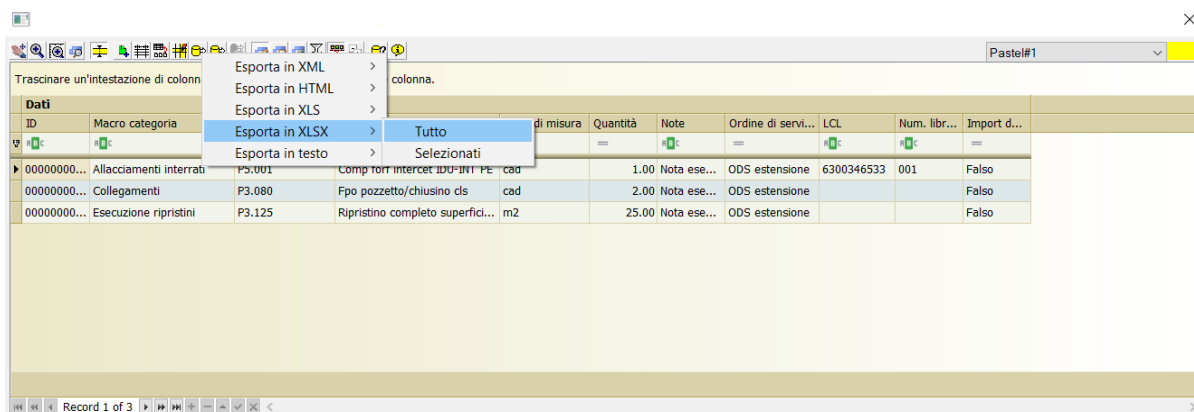 Pastel#1
Trascinare un'intestazione di colonn colonna.
Esporta in XML
Esporta in HTML
Esporta in XLS
Esporta in XLSX
Esporta in testo
Tutto
Selezionati
Dati
ID Macro categoria di misura Quantità Note Ordine di servi... LCL Num. libr... Import d...
00000000... Allacciamenti interrati P5.001 Comp forf intercet IDU-INT PE cad 1.00 Nota ese... ODS estensione 6300346533 001 Falso
00000000... Collegamenti P3.080 Fpo pozzetto/chiusino cls cad 2.00 Nota ese... ODS estensione Falso
00000000... Esecuzione ripristini P3.125 Ripristino completo superfici... m2 25.00 Nota ese... ODS estensione Falso
Record 1 of 3